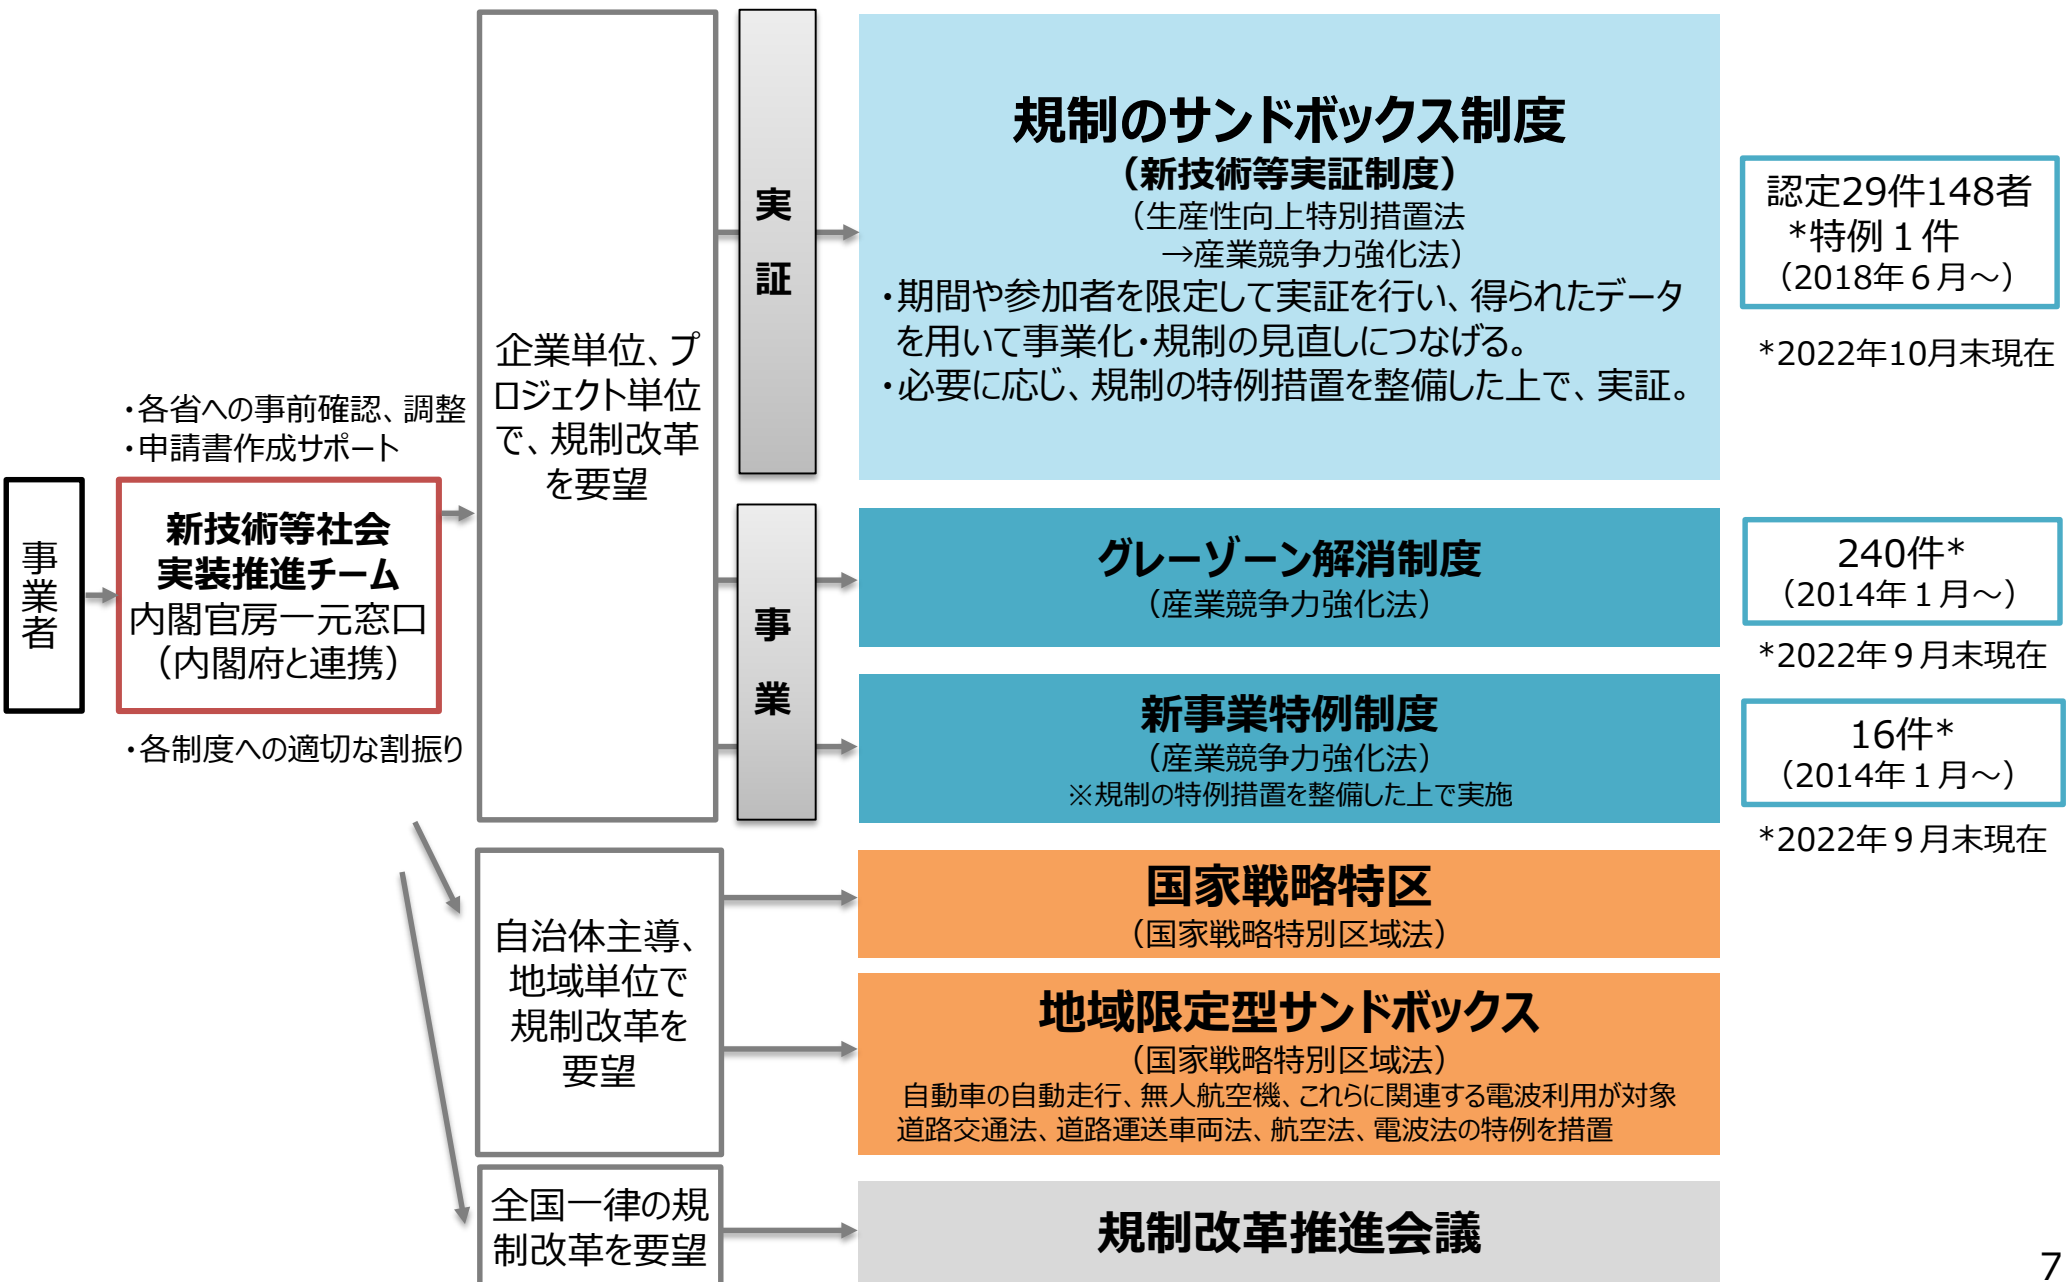 事業者
・各省への事前確認、調整
・申請書作成サポート
新技術等社会
実装推進チーム
内閣官房一元窓口
（内閣府と連携）
・各制度への適切な割振り
企業単位、プ
ロジェクト単位
で、規制改革
を要望
実証
規制のサンドボックス制度
（新技術等実証制度）
（生産性向上特別措置法
→産業競争力強化法）
・期間や参加者を限定して実証を行い、得られたデータ
を用いて事業化・規制の見直しにつなげる。
・必要に応じ、規制の特例措置を整備した上で、実証。
認定29件148者
*特例１件
（2018年６月～）
*2022年10月末現在
事業
グレーゾーン解消制度
（産業競争力強化法）
240件*
（2014年１月～）
*2022年９月末現在
新事業特例制度
（産業競争力強化法）
※規制の特例措置を整備した上で実施
16件*
（2014年１月～）
*2022年９月末現在
自治体主導、
地域単位で
規制改革を
要望
国家戦略特区
（国家戦略特別区域法）
地域限定型サンドボックス
（国家戦略特別区域法）
自動車の自動走行、無人航空機、これらに関連する電波利用が対象
道路交通法、道路運送車両法、航空法、電波法の特例を措置
全国一律の規
制改革を要望
規制改革推進会議
7